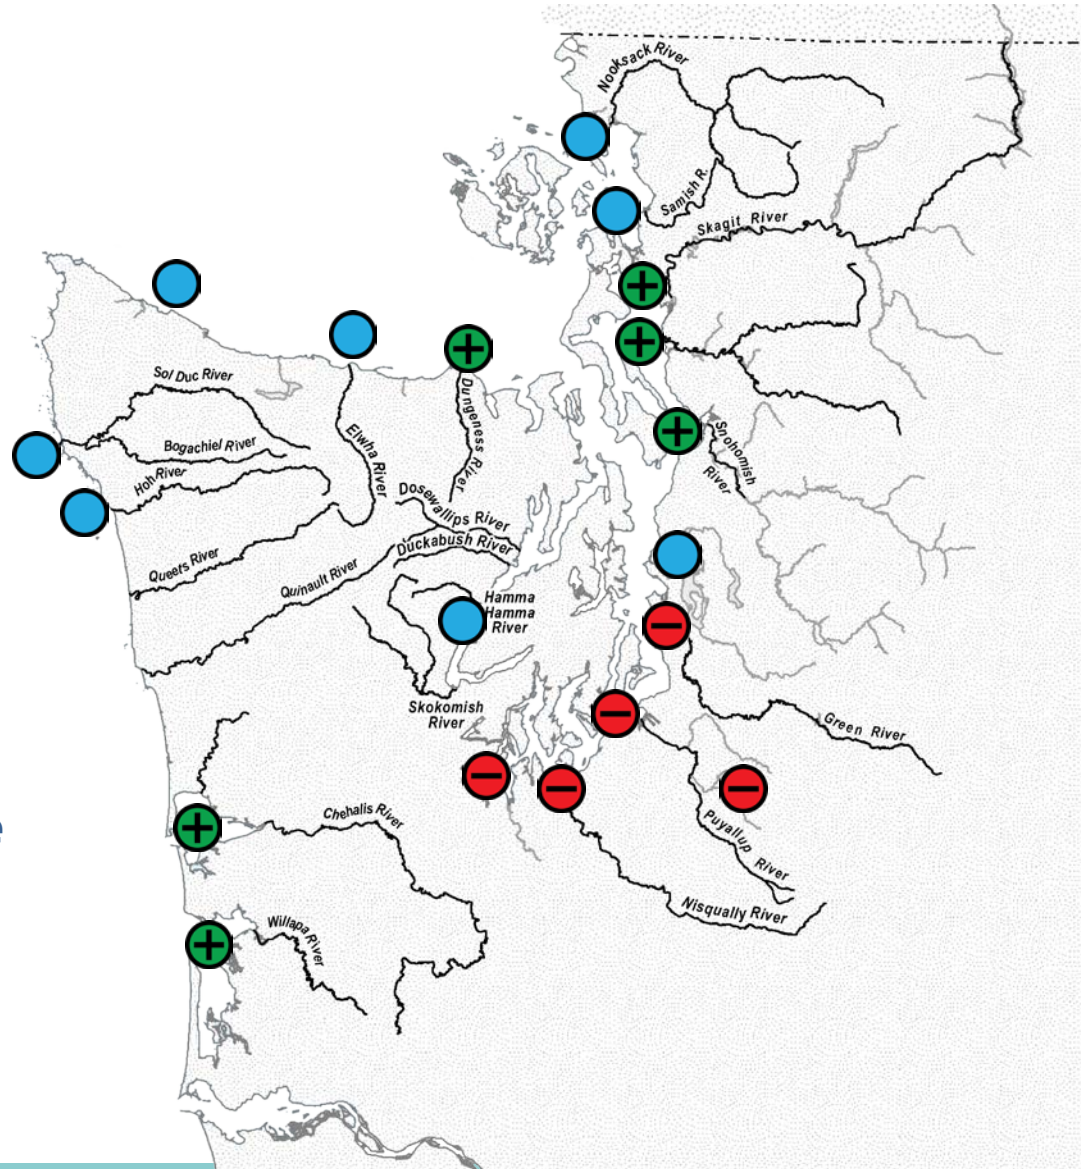 Nooksack River
Samish R.
Skagit River
Sol Duc River
Bogachiel River
Hoh River
Elwha River
Dungeness River
Snohomish
River
Dosewallips River
Duckabush River
Queets River
Quinault River
Hamma
Hamma
River
Skokomish
River
Green River
Chehalis River
Puyallup River
Nisqually River
Willapa River
e